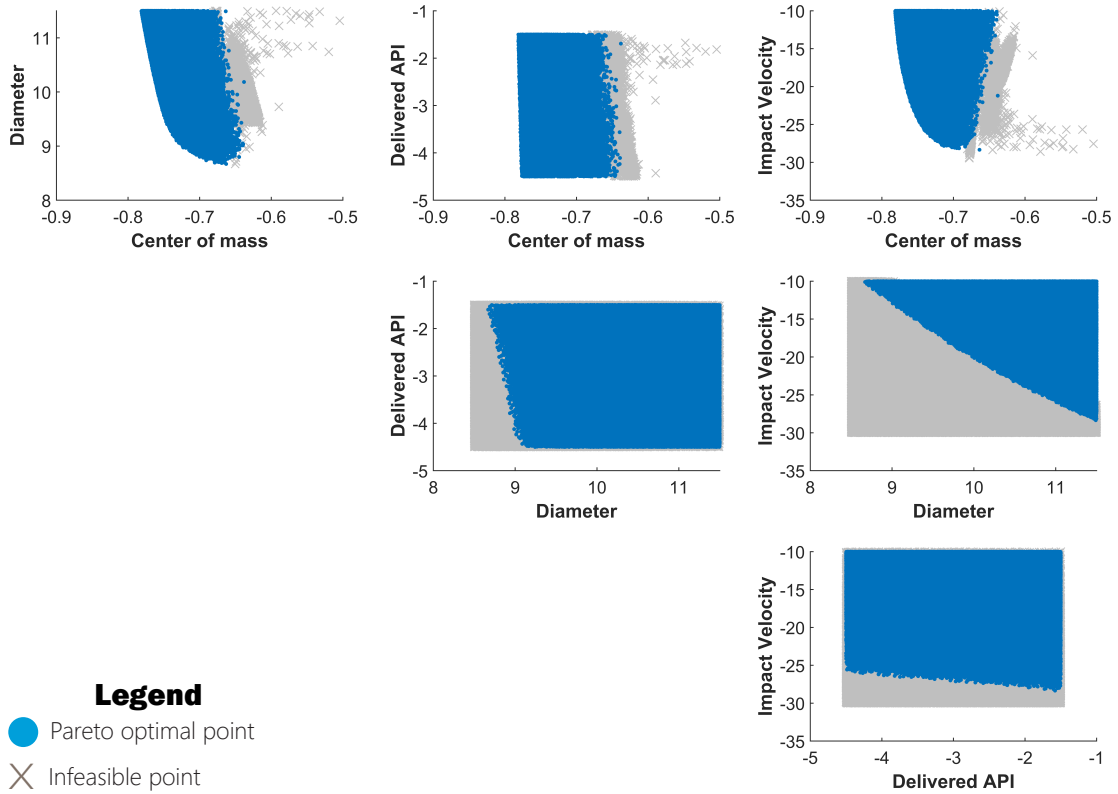 11
10
9
8
Diameter
-0.9 -0.8 -0.7 -0.6 -0.5
Center of mass
-1
-2
-3
-4
-5
Delivered API
-0.9 -0.8 -0.7 -0.6 -0.5
Center of mass
-10
-15
-20
-25
-30
-35
Impact Velocity
-0.9 -0.8 -0.7 -0.6 -0.5
Center of mass
-1
-2
-3
-4
-5
Delivered API
8 9 10 11
Diameter
-10
-15
-20
-25
-30
-35
Impact Velocity
8 9 10 11
Diameter
-10
-15
-20
-25
-30
-35
Impact Velocity
-5 -4 -3 -2 -1
Delivered API
Legend
Pareto optimal point
Infeasible point